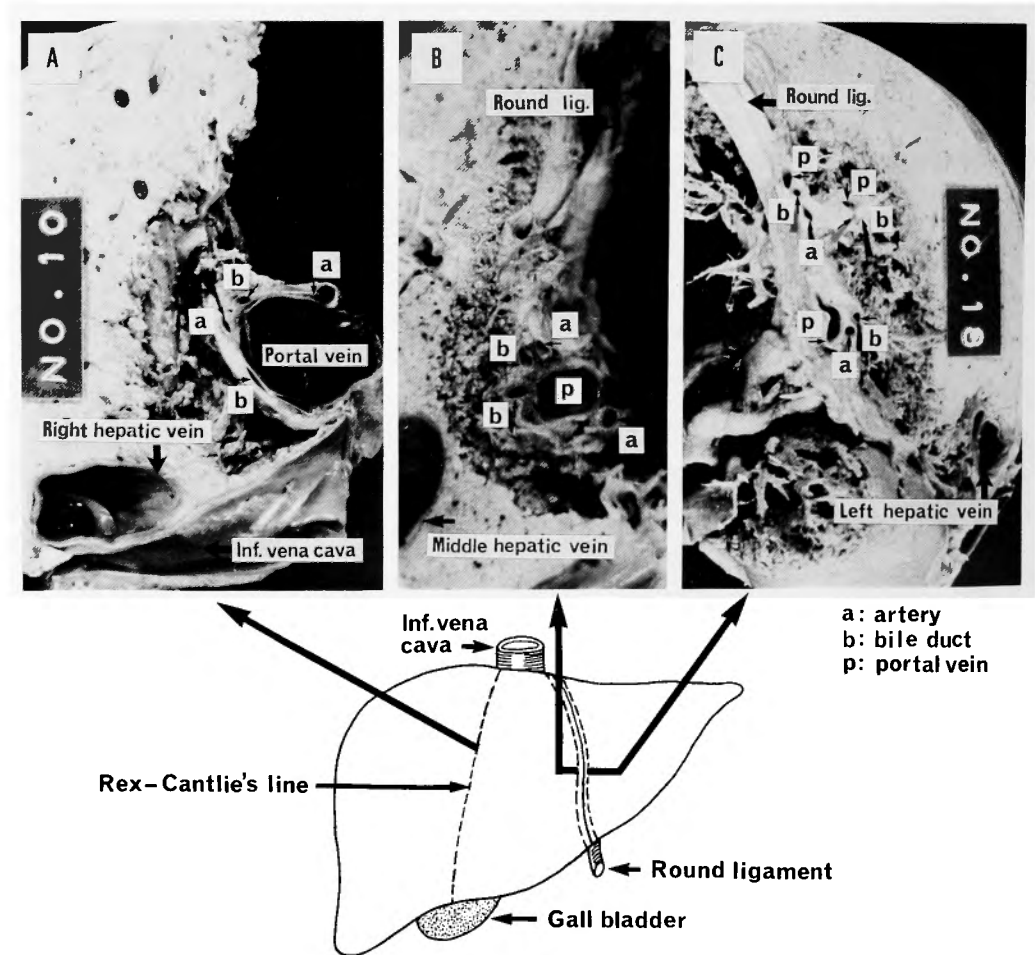 A
NO. 10
b
a
a
Portal vein
b
Right hepatic vein
Inf. vena cava
B
Round lig.
a
b
p
b
a
Middle hepatic vein
C
Round lig.
p
p
b
b
a
NO. 18
p
b
a
Left hepatic vein
a: artery
b: bile duct
p: portal vein
Inf. vena
cava
Rex-Cantlie's line
Round ligament
Gall bladder